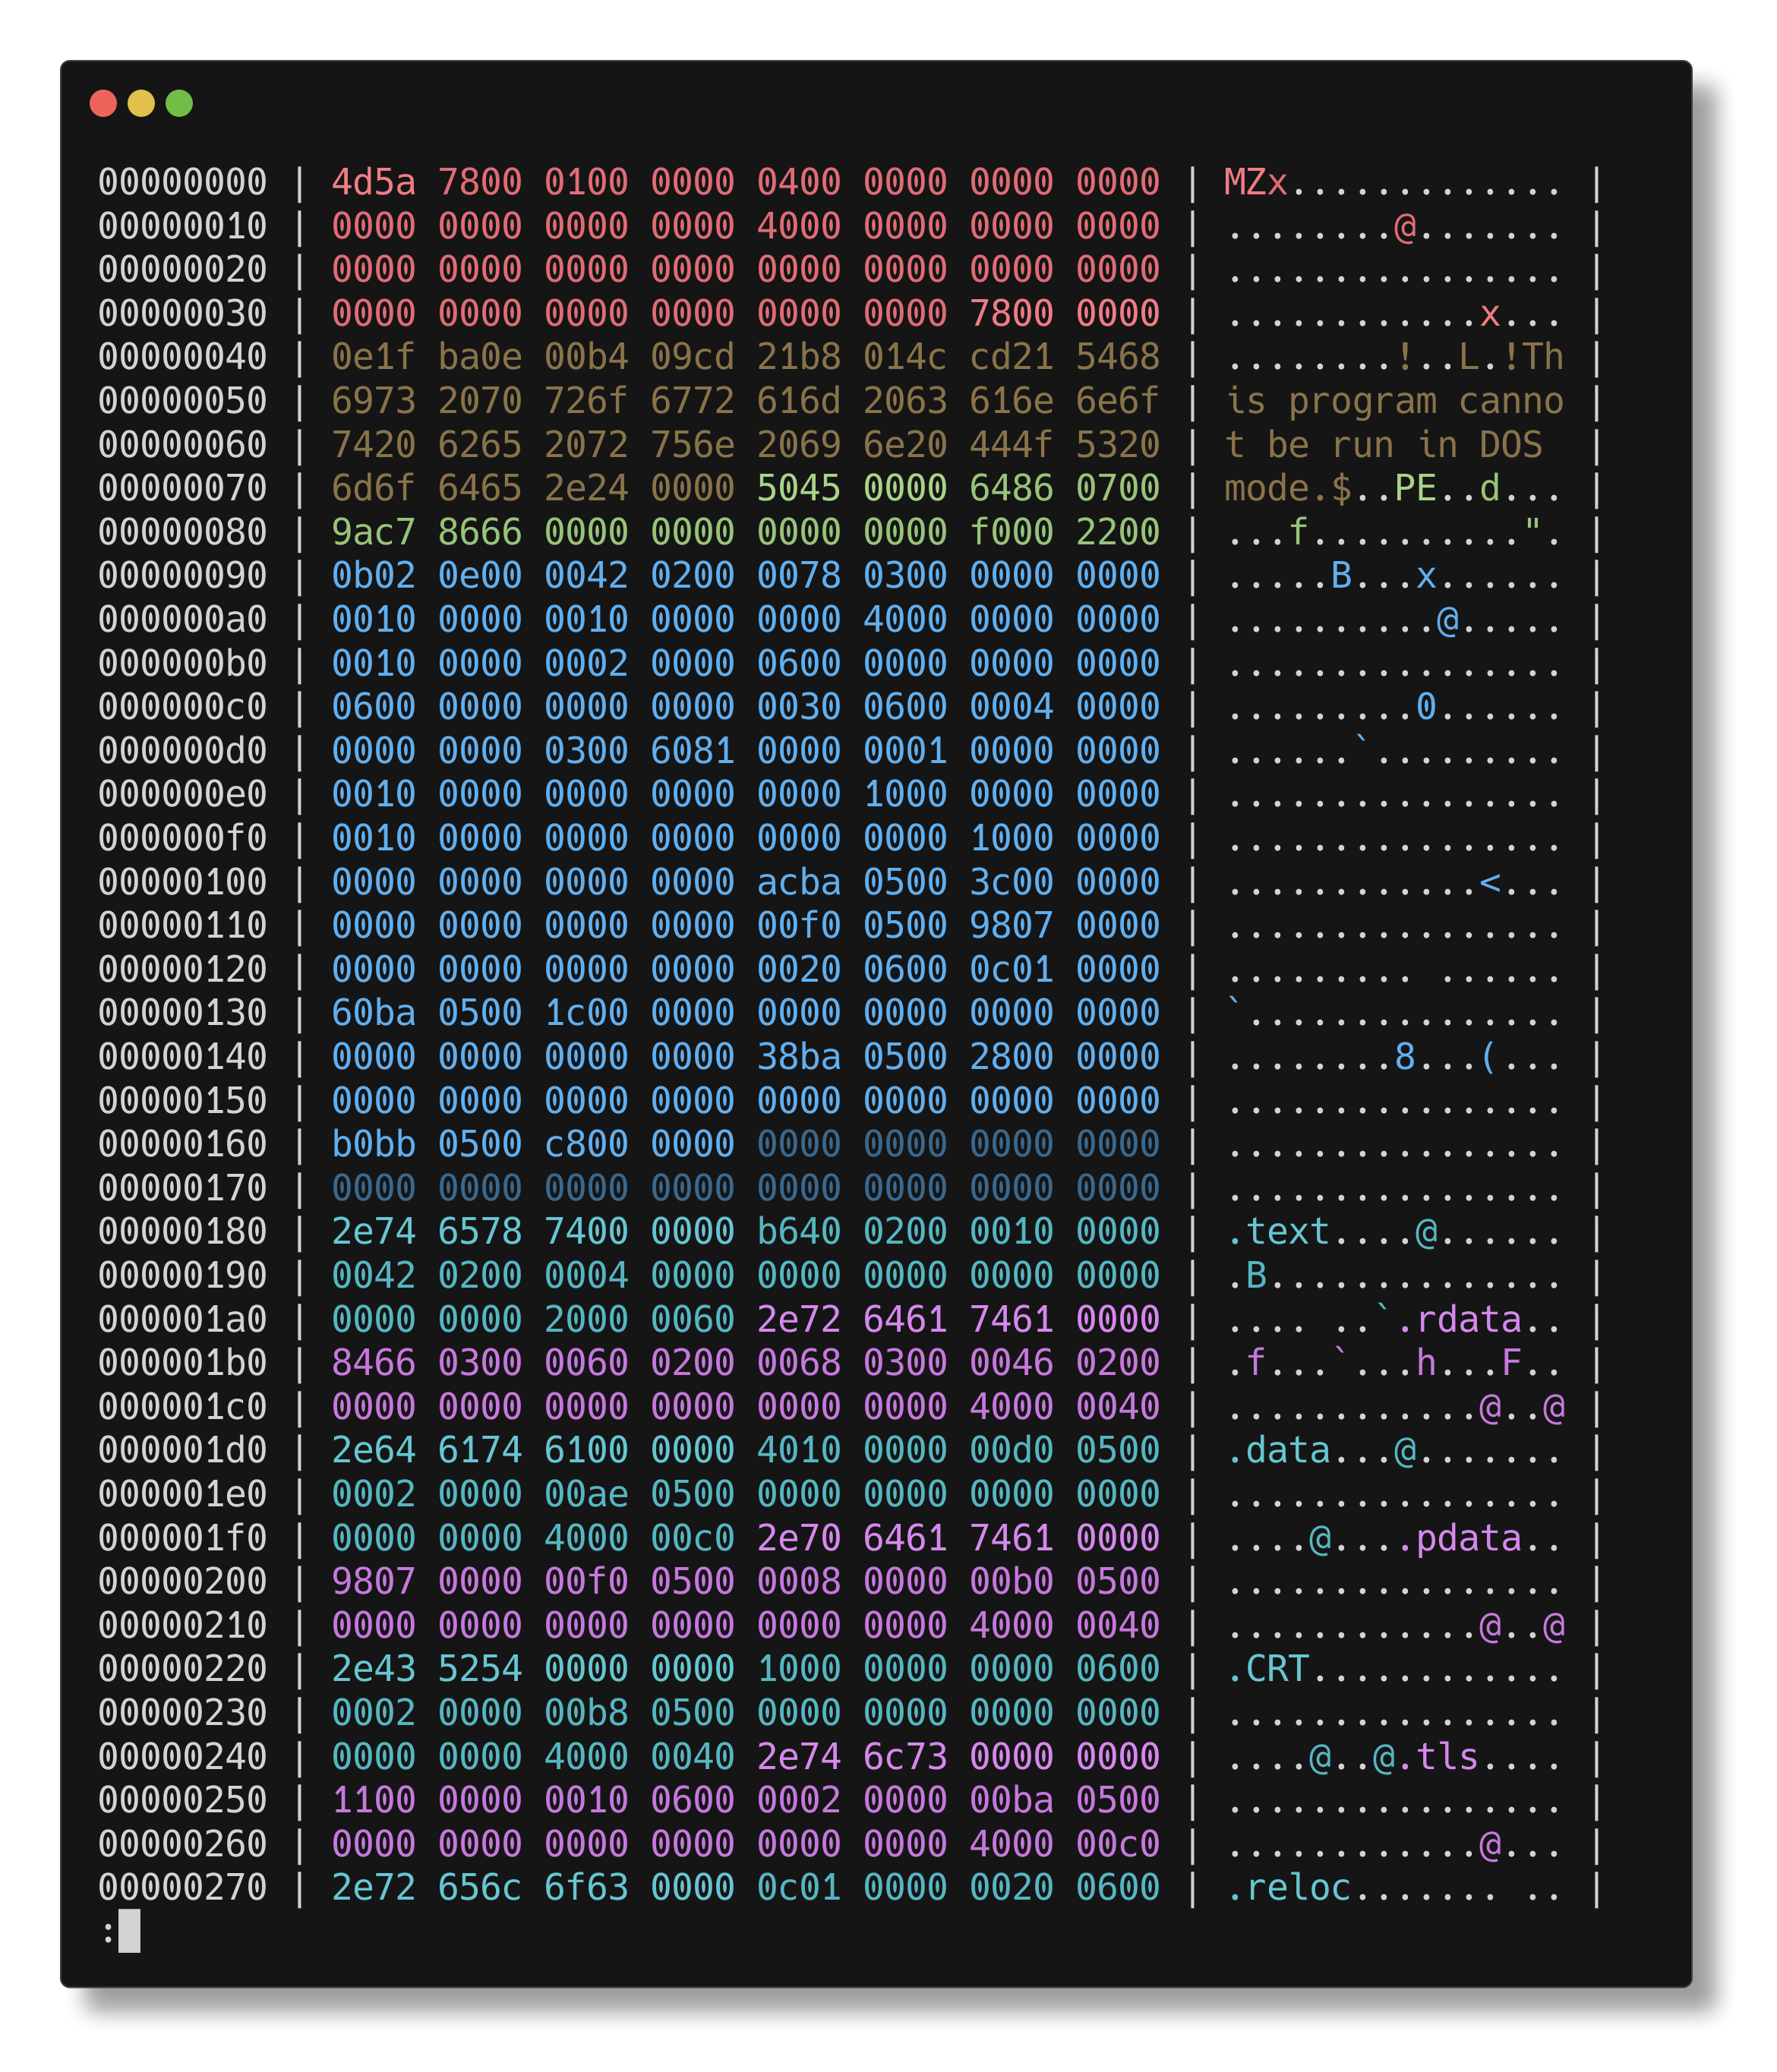 00000000 | 4d5a 7800 0100 0000 0400 0000 0000 0000 | MZx............. |
00000010 | 0000 0000 0000 0000 4000 0000 0000 0000 | ........@....... |
00000020 | 0000 0000 0000 0000 0000 0000 0000 0000 | ................ |
00000030 | 0000 0000 0000 0000 0000 0000 7800 0000 | ............x... |
00000040 | 0e1f ba0e 00b4 09cd 21b8 014c cd21 5468 | ........!..L.!Th |
00000050 | 6973 2070 726f 6772 616d 2063 616e 6e6f | is program canno |
00000060 | 7420 6265 2072 756e 2069 6e20 444f 5320 | t be run in DOS  |
00000070 | 6d6f 6465 2e24 0000 5045 0000 6486 0700 | mode.$..PE..d... |
00000080 | 9ac7 8666 0000 0000 0000 0000 f000 2200 | ...f..........". |
00000090 | 0b02 0e00 0042 0200 0078 0300 0000 0000 | .....B...x...... |
000000a0 | 0010 0000 0010 0000 0000 4000 0000 0000 | ..........@..... |
000000b0 | 0010 0000 0002 0000 0600 0000 0000 0000 | ................ |
000000c0 | 0600 0000 0000 0000 0030 0600 0004 0000 | .........0...... |
000000d0 | 0000 0000 0300 6081 0000 0001 0000 0000 | ......`......... |
000000e0 | 0010 0000 0000 0000 0000 1000 0000 0000 | ................ |
000000f0 | 0010 0000 0000 0000 0000 0000 1000 0000 | ................ |
00000100 | 0000 0000 0000 0000 acba 0500 3c00 0000 | ............<... |
00000110 | 0000 0000 0000 0000 00f0 0500 9807 0000 | ................ |
00000120 | 0000 0000 0000 0000 0020 0600 0c01 0000 | ......... ...... |
00000130 | 60ba 0500 1c00 0000 0000 0000 0000 0000 | `............... |
00000140 | 0000 0000 0000 0000 38ba 0500 2800 0000 | ........8...(... |
00000150 | 0000 0000 0000 0000 0000 0000 0000 0000 | ................ |
00000160 | b0bb 0500 c800 0000 0000 0000 0000 0000 | ................ |
00000170 | 0000 0000 0000 0000 0000 0000 0000 0000 | ................ |
00000180 | 2e74 6578 7400 0000 b640 0200 0010 0000 | .text....@...... |
00000190 | 0042 0200 0004 0000 0000 0000 0000 0000 | .B.............. |
000001a0 | 0000 0000 2000 0060 2e72 6461 7461 0000 | .... ..`.rdata.. |
000001b0 | 8466 0300 0060 0200 0068 0300 0046 0200 | .f...`...h...F.. |
000001c0 | 0000 0000 0000 0000 0000 0000 4000 0040 | ............@..@ |
000001d0 | 2e64 6174 6100 0000 4010 0000 00d0 0500 | .data...@....... |
000001e0 | 0002 0000 00ae 0500 0000 0000 0000 0000 | ................ |
000001f0 | 0000 0000 4000 00c0 2e70 6461 7461 0000 | ....@....pdata.. |
00000200 | 9807 0000 00f0 0500 0008 0000 00b0 0500 | ................ |
00000210 | 0000 0000 0000 0000 0000 0000 4000 0040 | ............@..@ |
00000220 | 2e43 5254 0000 0000 1000 0000 0000 0600 | .CRT............ |
00000230 | 0002 0000 00b8 0500 0000 0000 0000 0000 | ................ |
00000240 | 0000 0000 4000 0040 2e74 6c73 0000 0000 | ....@..@.tls.... |
00000250 | 1100 0000 0010 0600 0002 0000 00ba 0500 | ................ |
00000260 | 0000 0000 0000 0000 0000 0000 4000 00c0 | ............@... |
00000270 | 2e72 656c 6f63 0000 0c01 0000 0020 0600 | .reloc....... .. |
: